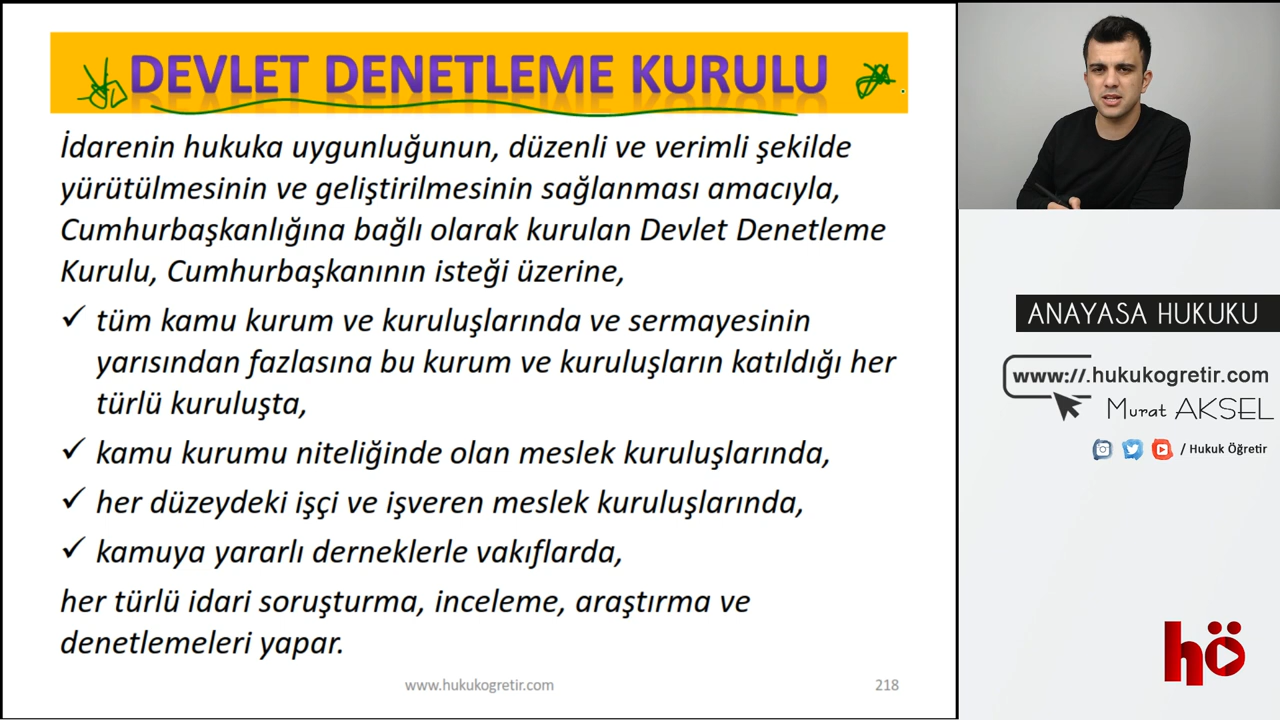 DEVLET DENETLEME KURULU
İdarenin hukuka uygunluğunun, düzenli ve verimli şekilde
yürütülmesinin ve geliştirilmesinin sağlanması amacıyla,
Cumhurbaşkanlığına bağlı olarak kurulan Devlet Denetleme
Kurulu, Cumhurbaşkanının isteği üzerine,
✓ tüm kamu kurum ve kuruluşlarında ve sermayesinin
yarısından fazlasına bu kurum ve kuruluşların katıldığı her
türlü kuruluşta,
✓ kamu kurumu niteliğinde olan meslek kuruluşlarında,
✓ her düzeydeki işçi ve işveren meslek kuruluşlarında,
✓ kamuya yararlı derneklerle vakıflarda,
her türlü idari soruşturma, inceleme, araştırma ve
denetlemeleri yapar.
www.hukukogretir.com
218
ANAYASA HUKUKU
www://.hukukogretir.com
Murat AKSEL
/ Hukuk Öğretir
hö